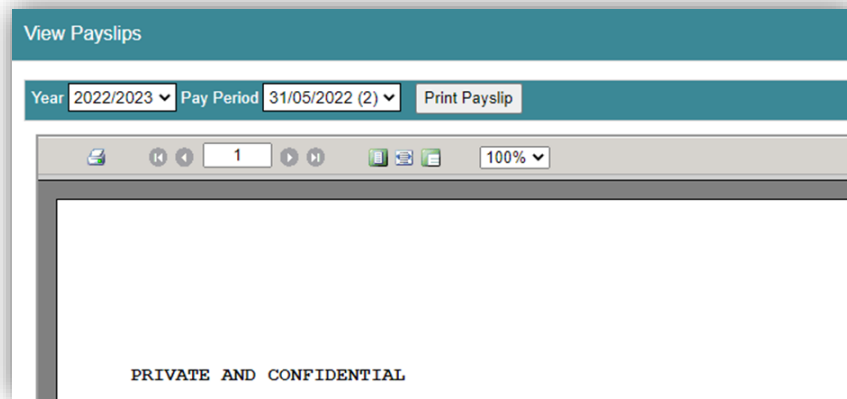 View Payslips
Year 2022/2023 Pay Period 31/05/2022 (2) Print Payslip
1 100%
PRIVATE AND CONFIDENTIAL